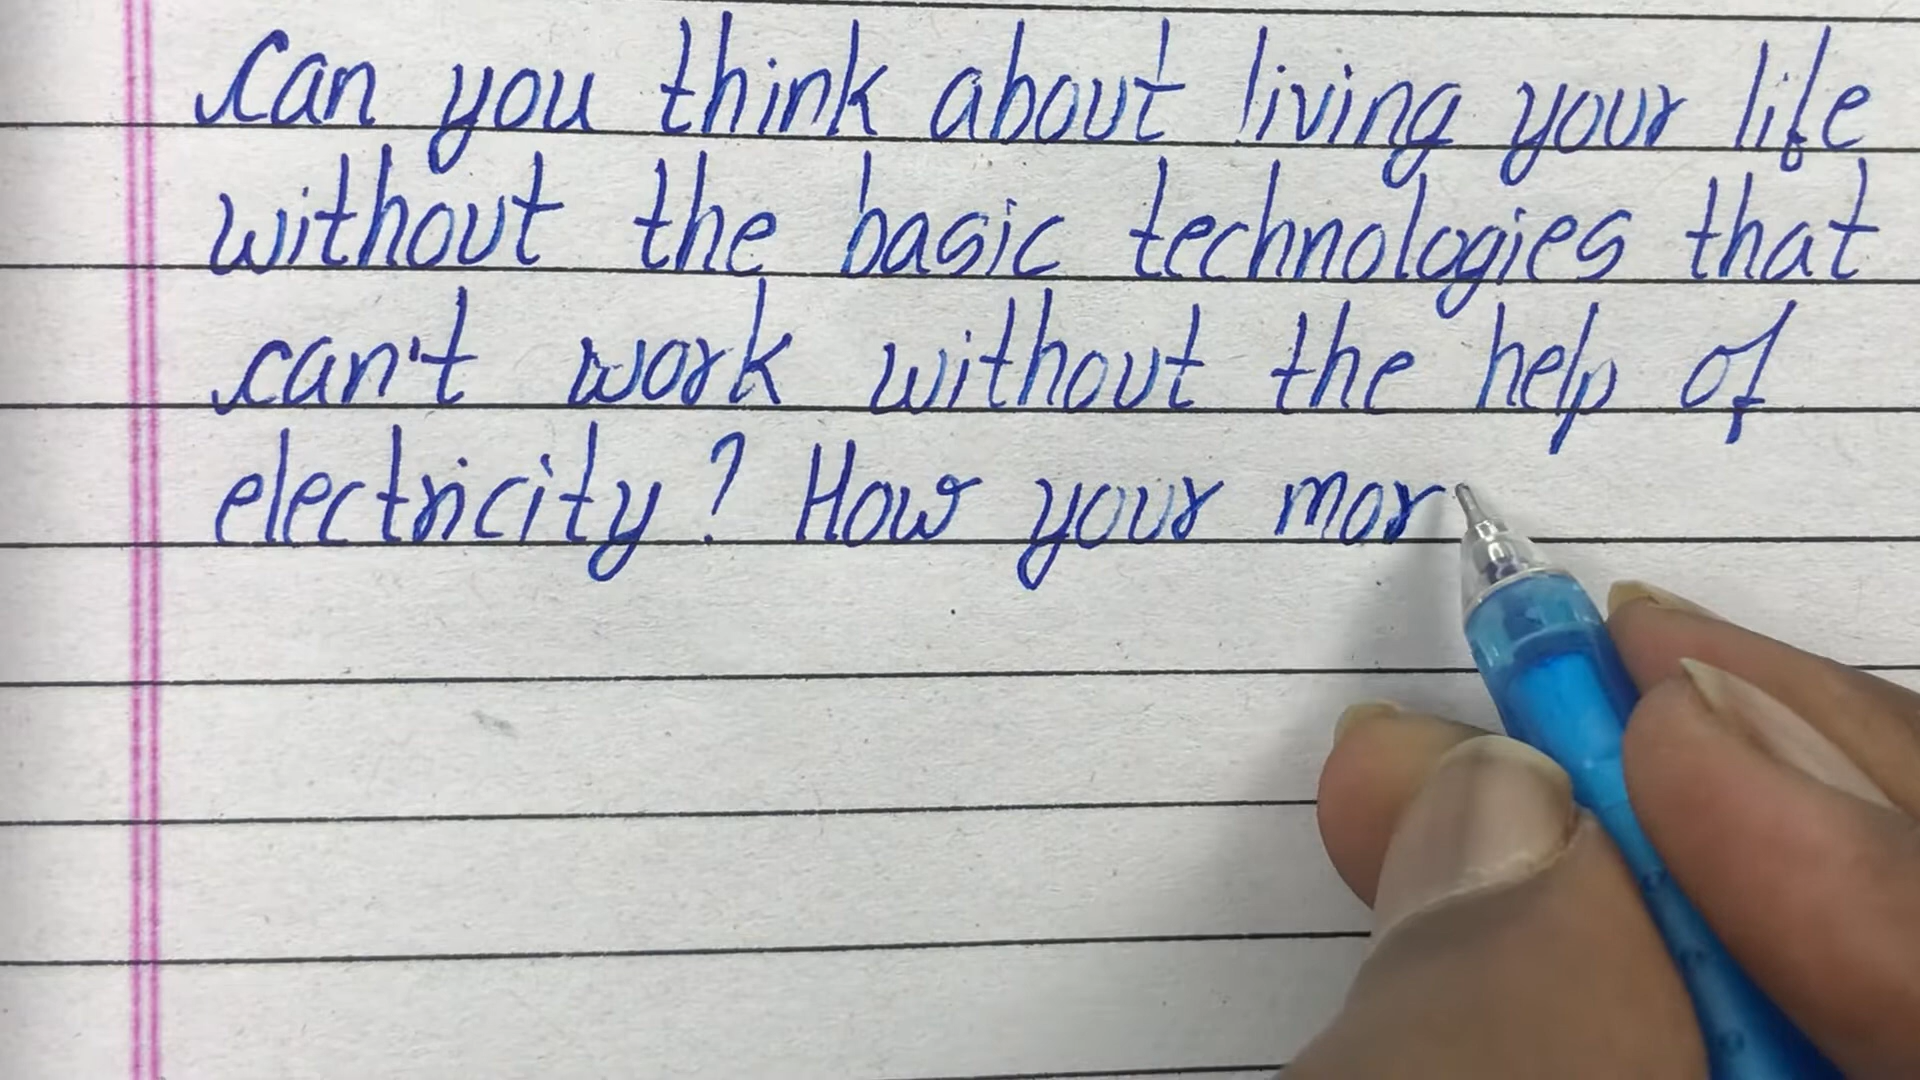 Can you think about living your life
without the basic technologies that
can't work without the help of
electricity? How your mor